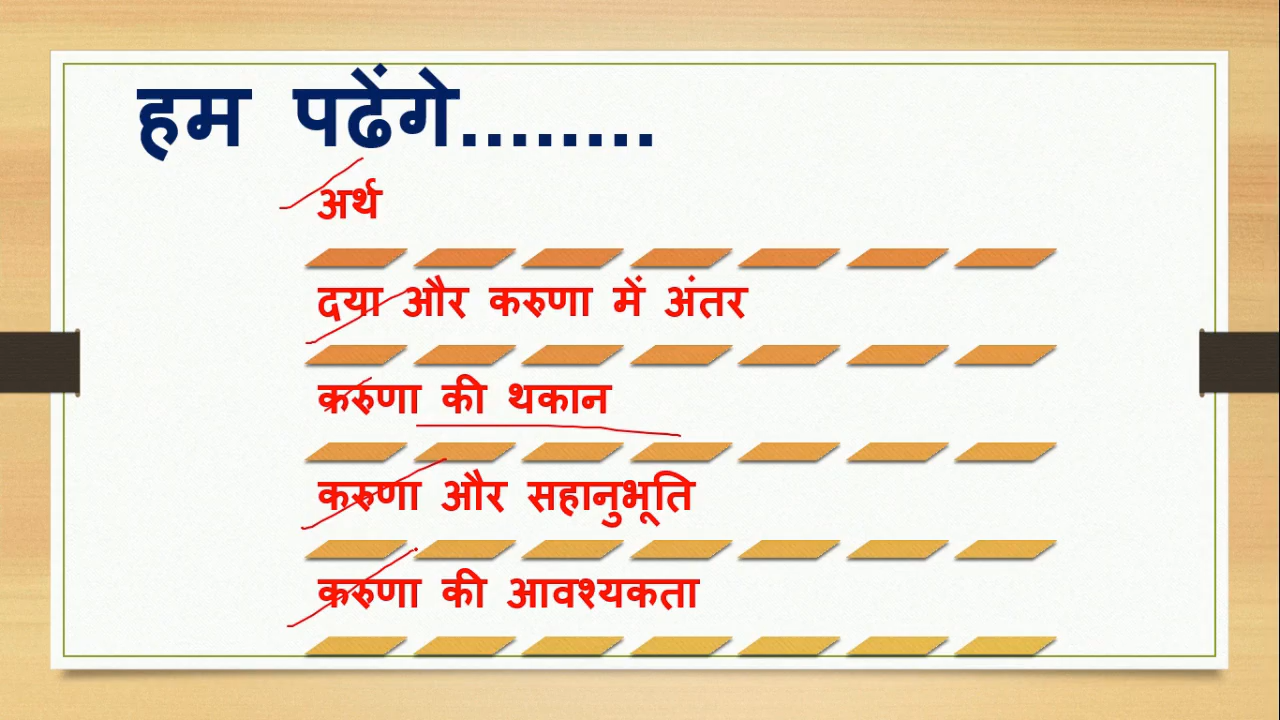 हम पढेंगे........
अर्थ
दया और करुणा में अंतर
करुणा की थकान
करुणा और सहानुभूति
करुणा की आवश्यकता